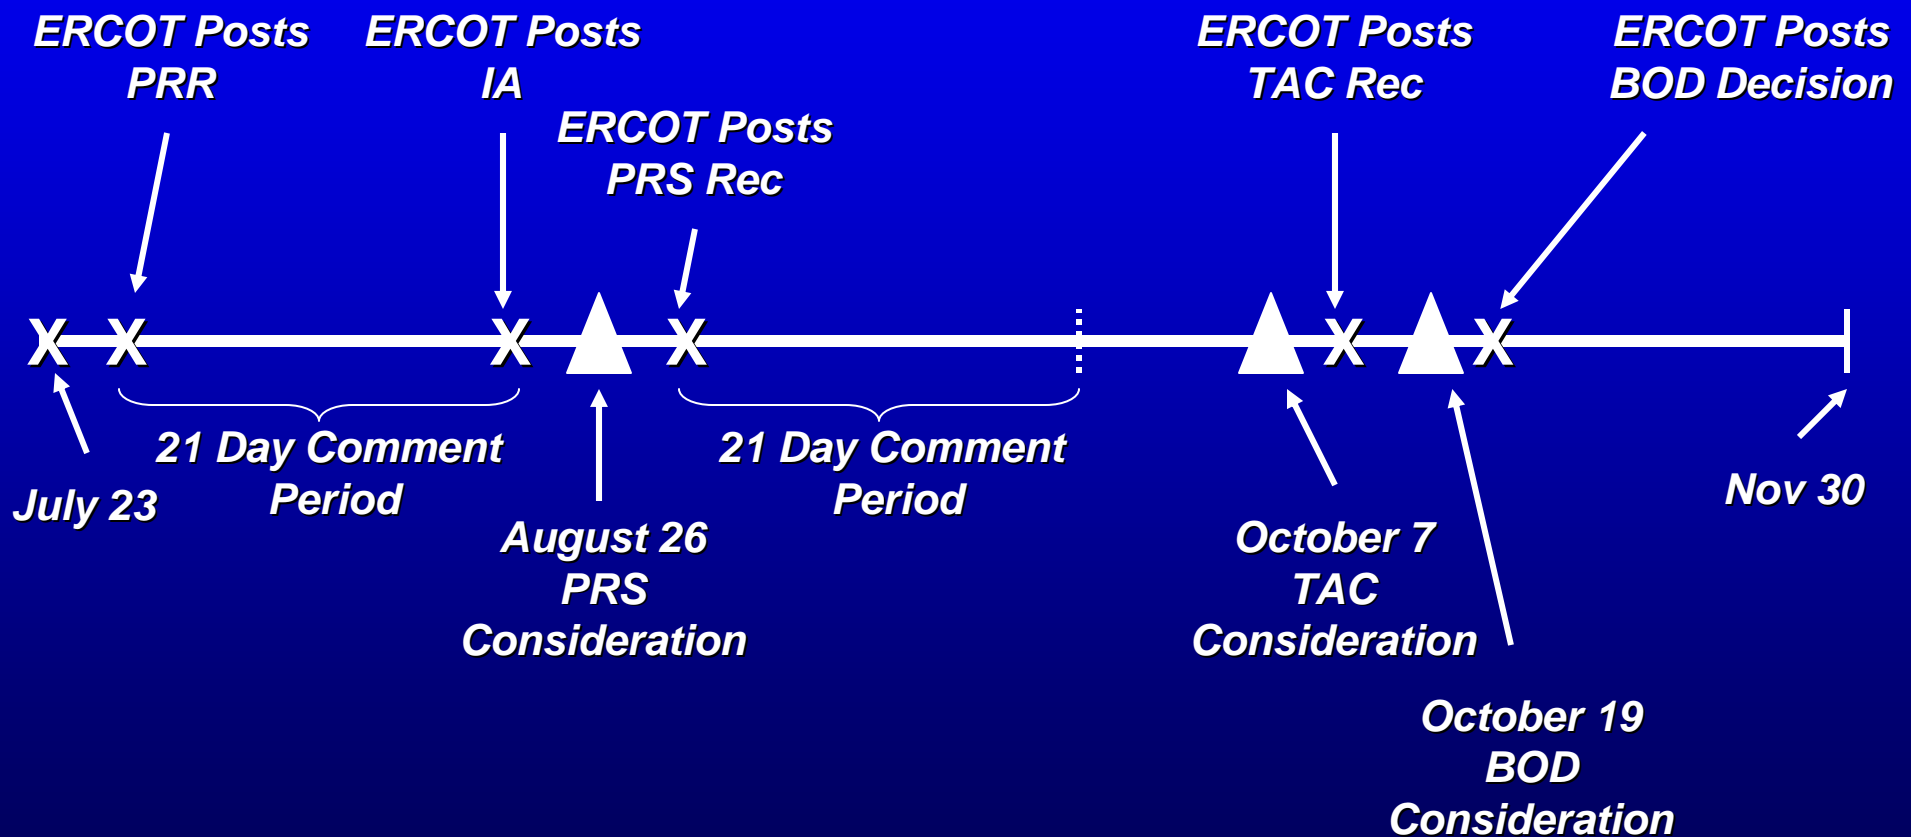 ERCOT Posts
PRR
ERCOT Posts
IA
ERCOT Posts
PRS Rec
ERCOT Posts
TAC Rec
ERCOT Posts
BOD Decision
X X X X X X
July 23
21 Day Comment
Period
August 26
PRS
Consideration
21 Day Comment
Period
October 7
TAC
Consideration
October 19
BOD
Consideration
Nov 30